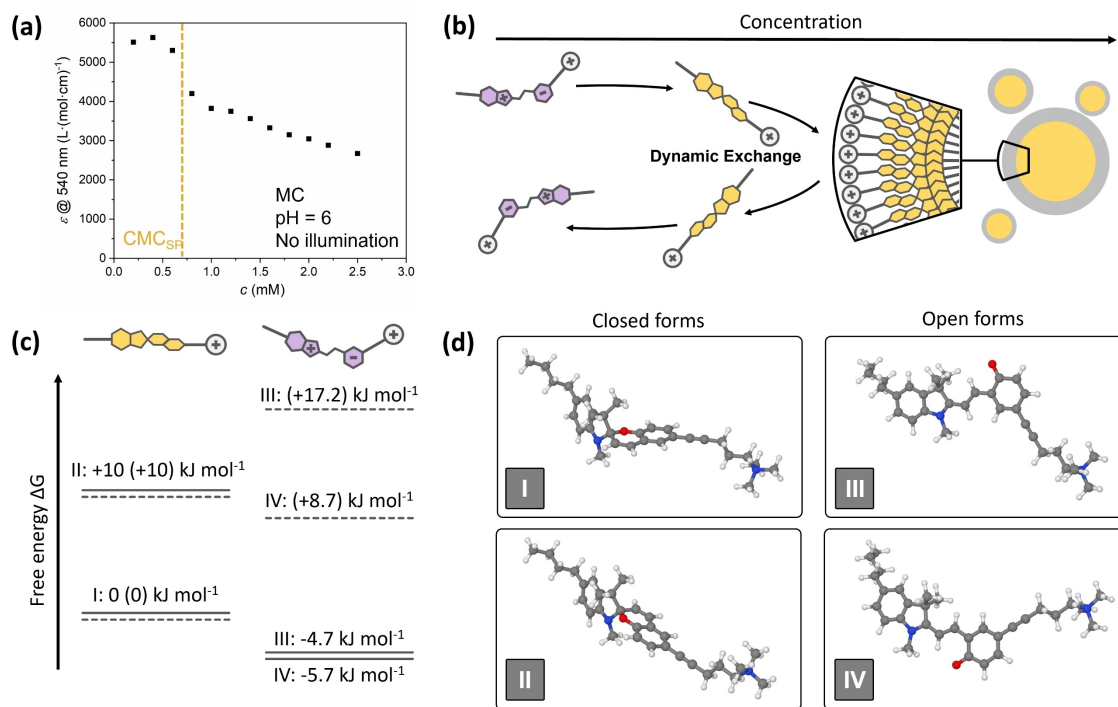 (a)
6000
5000
4000
3000
2000
1000
0
ε @ 540 nm (L·(mol·cm)⁻¹)
CMC_SP
MC
pH = 6
No illumination
0.0 0.5 1.0 1.5 2.0 2.5 3.0
c (mM)
(b)
Concentration
Dynamic Exchange
(c)
Free energy ΔG
III: (+17.2) kJ mol⁻¹
II: +10 (+10) kJ mol⁻¹
IV: (+8.7) kJ mol⁻¹
I: 0 (0) kJ mol⁻¹
III: -4.7 kJ mol⁻¹
IV: -5.7 kJ mol⁻¹
(d)
Closed forms
Open forms
I
III
II
IV